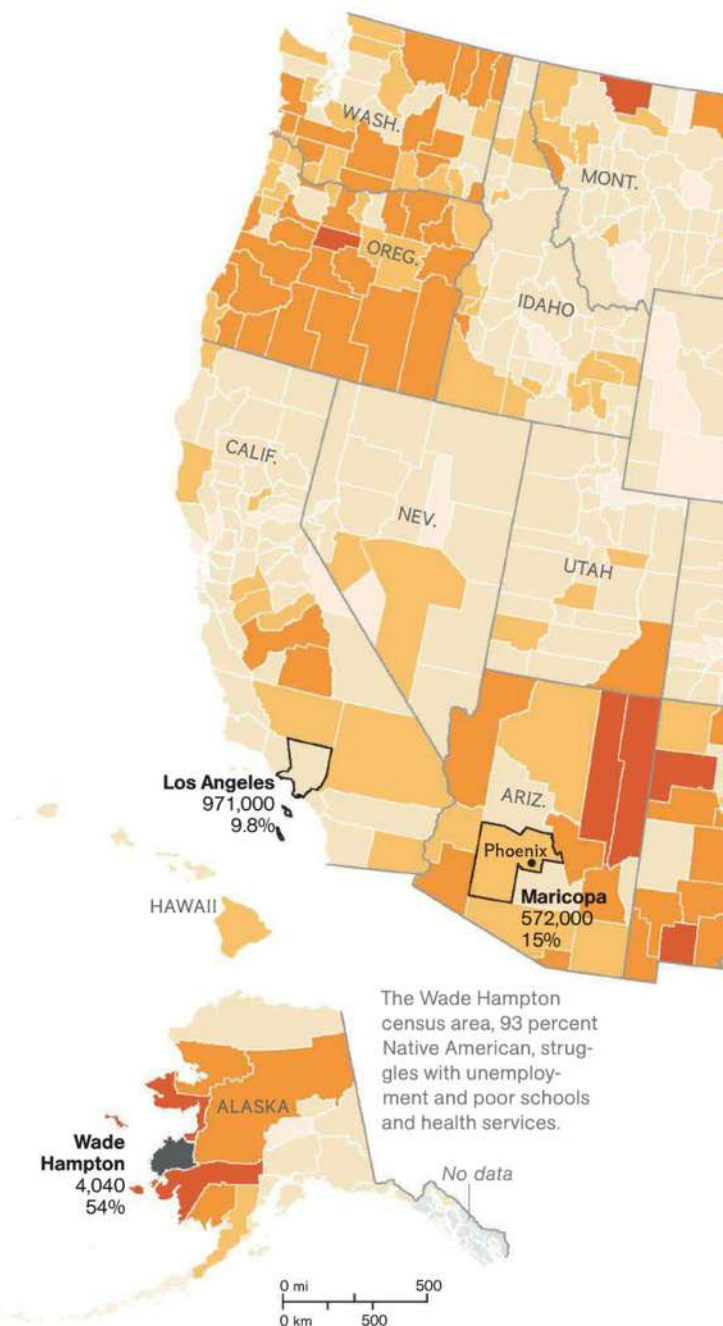 WASH.
MONT.
OREG.
IDAHO
CALIF.
NEV.
UTAH
Los Angeles
971,000
9.8%
ARIZ.
Phoenix
Maricopa
572,000
15%
HAWAII
The Wade Hampton
census area, 93 percent
Native American, strug-
gles with unemploy-
ment and poor schools
and health services.
ALASKA
Wade
Hampton
4,040
54%
No data
0 mi 500
0 km 500